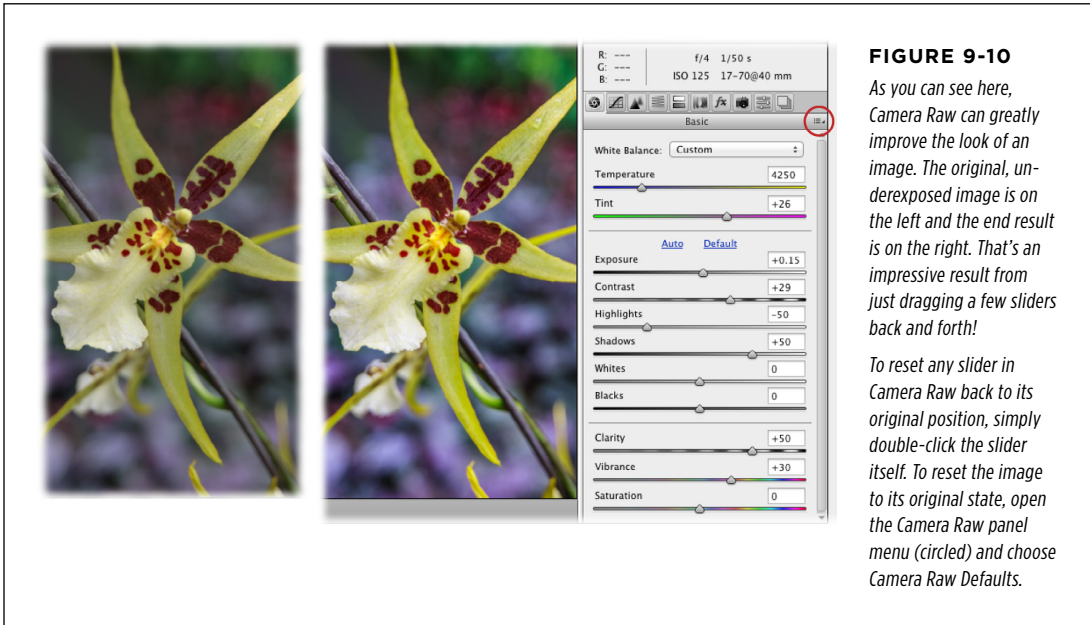 R: ---
G: ---
B: ---
f/4 1/50 s
ISO 125 17-70@40 mm
fx
Basic
White Balance: Custom
Temperature 4250
Tint +26
Auto Default
Exposure +0.15
Contrast +29
Highlights -50
Shadows +50
Whites 0
Blacks 0
Clarity +50
Vibrance +30
Saturation 0
FIGURE 9-10
As you can see here,
Camera Raw can greatly
improve the look of an
image. The original, un-
derexposed image is on
the left and the end result
is on the right. That’s an
impressive result from
just dragging a few sliders
back and forth!
To reset any slider in
Camera Raw back to its
original position, simply
double-click the slider
itself. To reset the image
to its original state, open
the Camera Raw panel
menu (circled) and choose
Camera Raw Defaults.